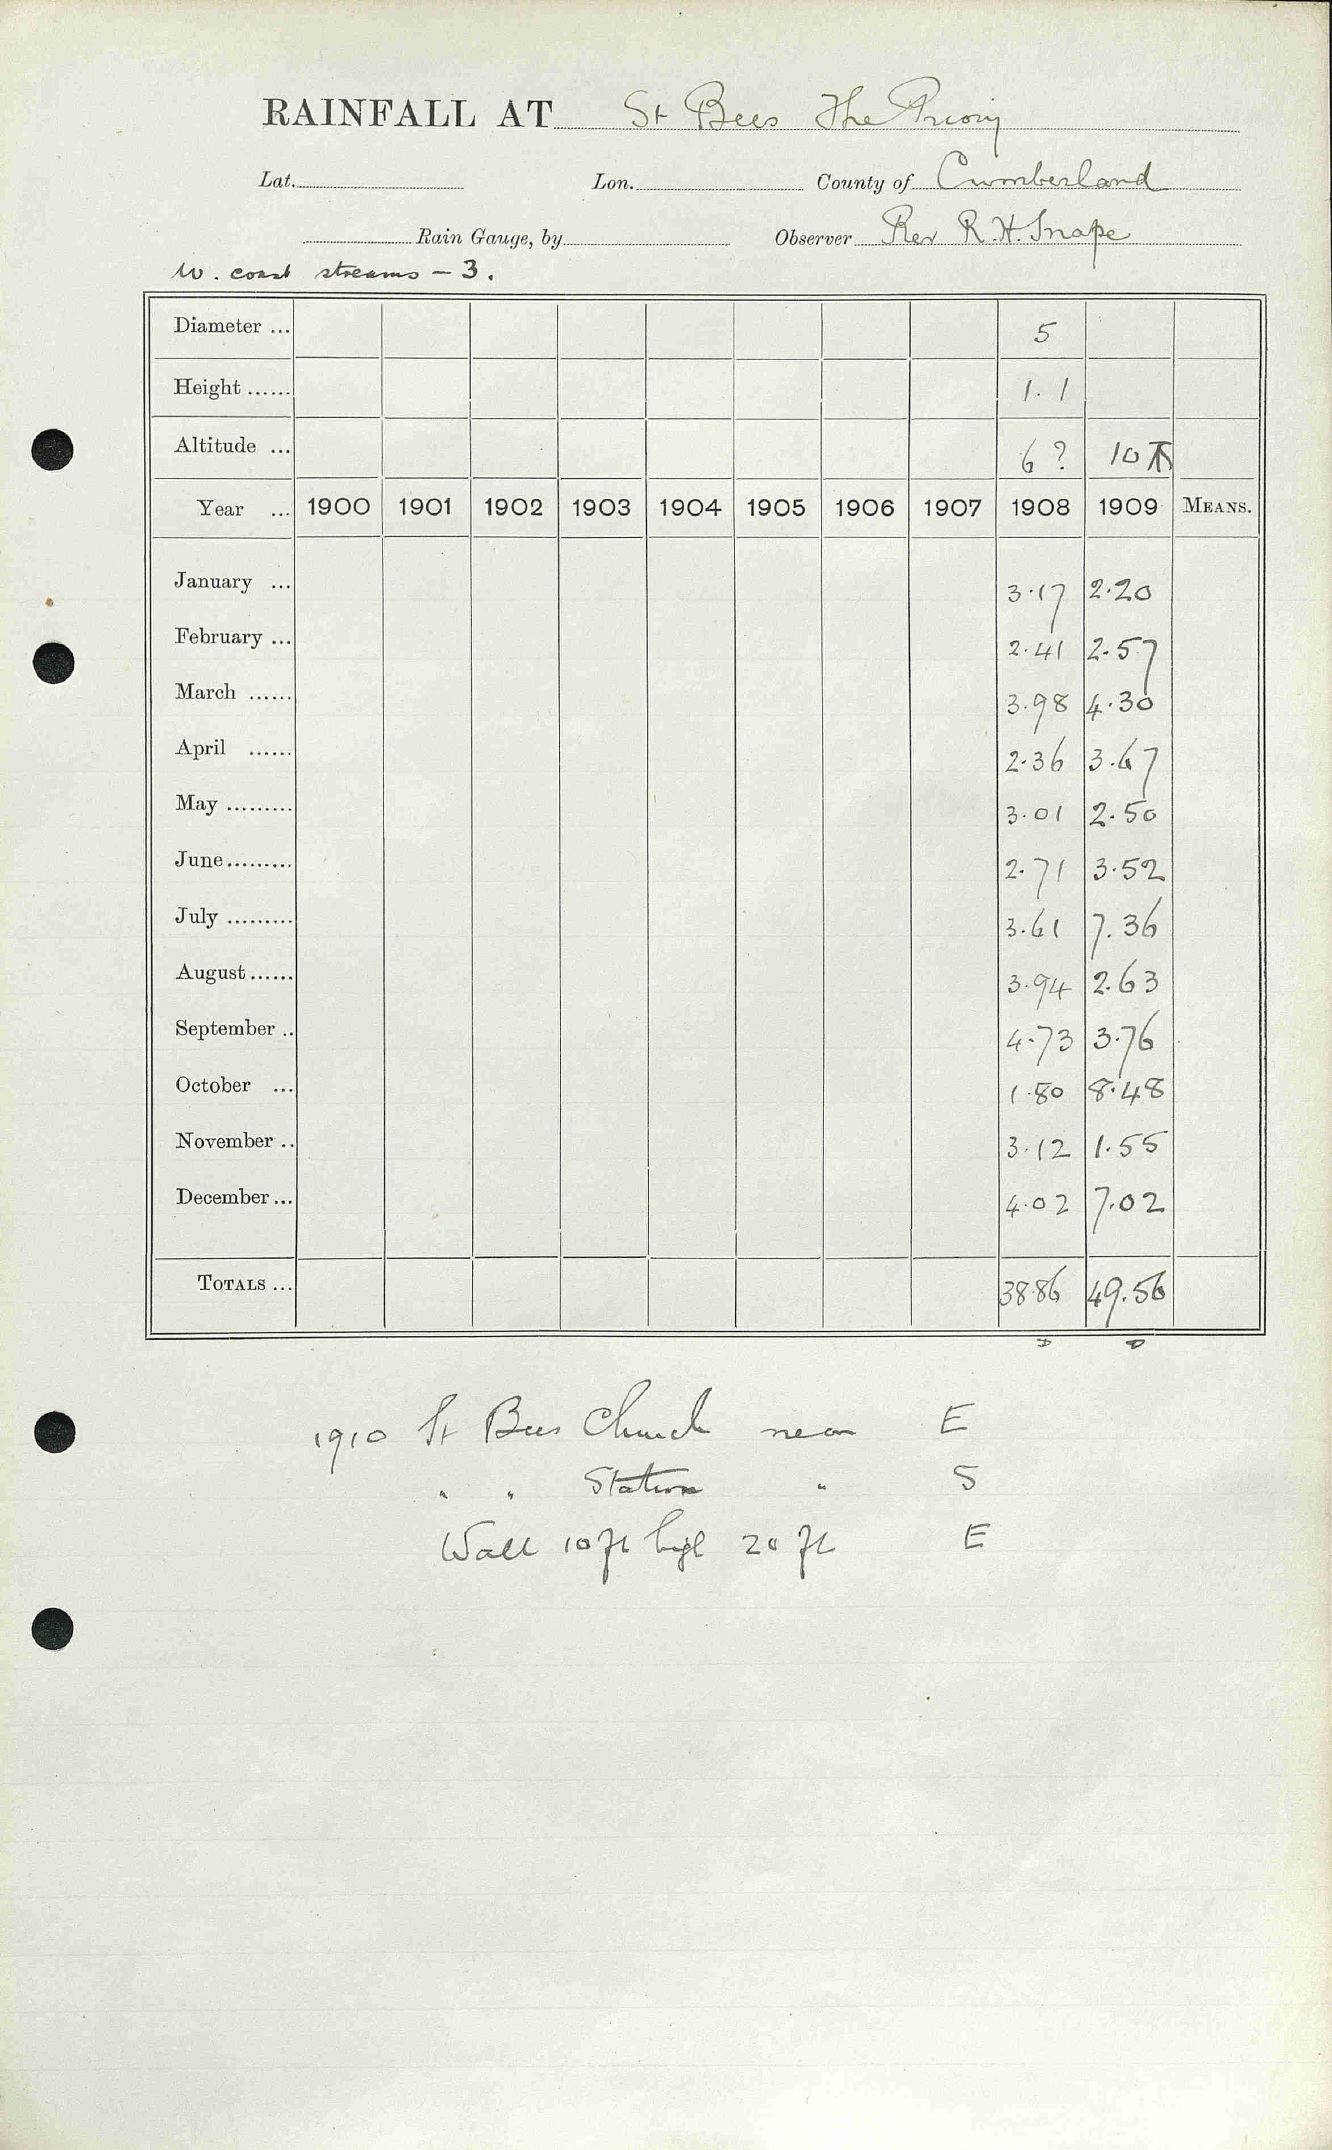 RAINFALL AT St Bees The Priory
Lat. Lon. County of Cumberland
Rain Gauge, by Observer Rev R. H. Snape
W. coast streams - 3.
Diameter ... 5
Height ...... 1. 1
Altitude ... 6 ? 10
Year ... 1900 1901 1902 1903 1904 1905 1906 1907 1908 1909 MEANS.
January ... 3.17 2.20
February ... 2.41 2.57
March ...... 3.98 4.30
April ...... 2.36 3.67
May ......... 3.01 2.50
June ......... 2.71 3.52
July ......... 3.61 7.36
August ...... 3.94 2.63
September .. 4.73 3.76
October ... 1.80 8.48
November .. 3.12 1.55
December ... 4.02 7.02
TOTALS ... 38.86 49.56
1910 St Bees Church near E
" " Station " S
Wall 10 ft high 20 ft E